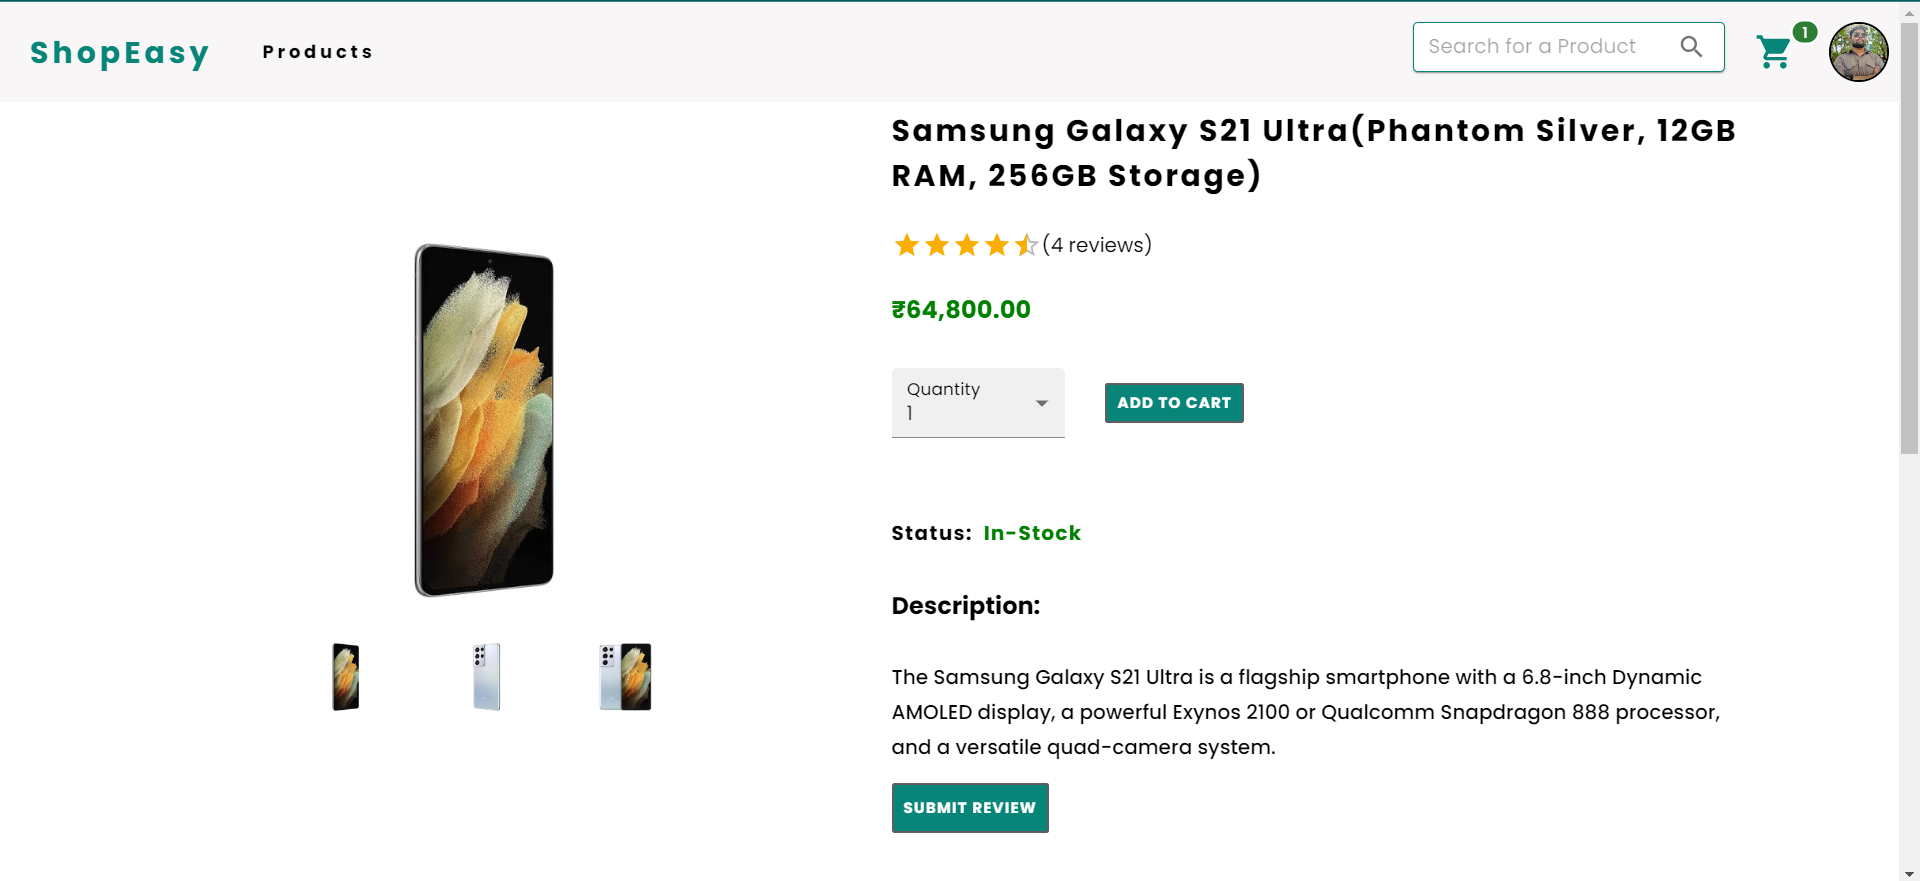 ShopEasy
Products
Search for a Product
1
Samsung Galaxy S21 Ultra(Phantom Silver, 12GB
RAM, 256GB Storage)
(4 reviews)
₹64,800.00
Quantity
1
ADD TO CART
Status: In-Stock
Description:
The Samsung Galaxy S21 Ultra is a flagship smartphone with a 6.8-inch Dynamic
AMOLED display, a powerful Exynos 2100 or Qualcomm Snapdragon 888 processor,
and a versatile quad-camera system.
SUBMIT REVIEW